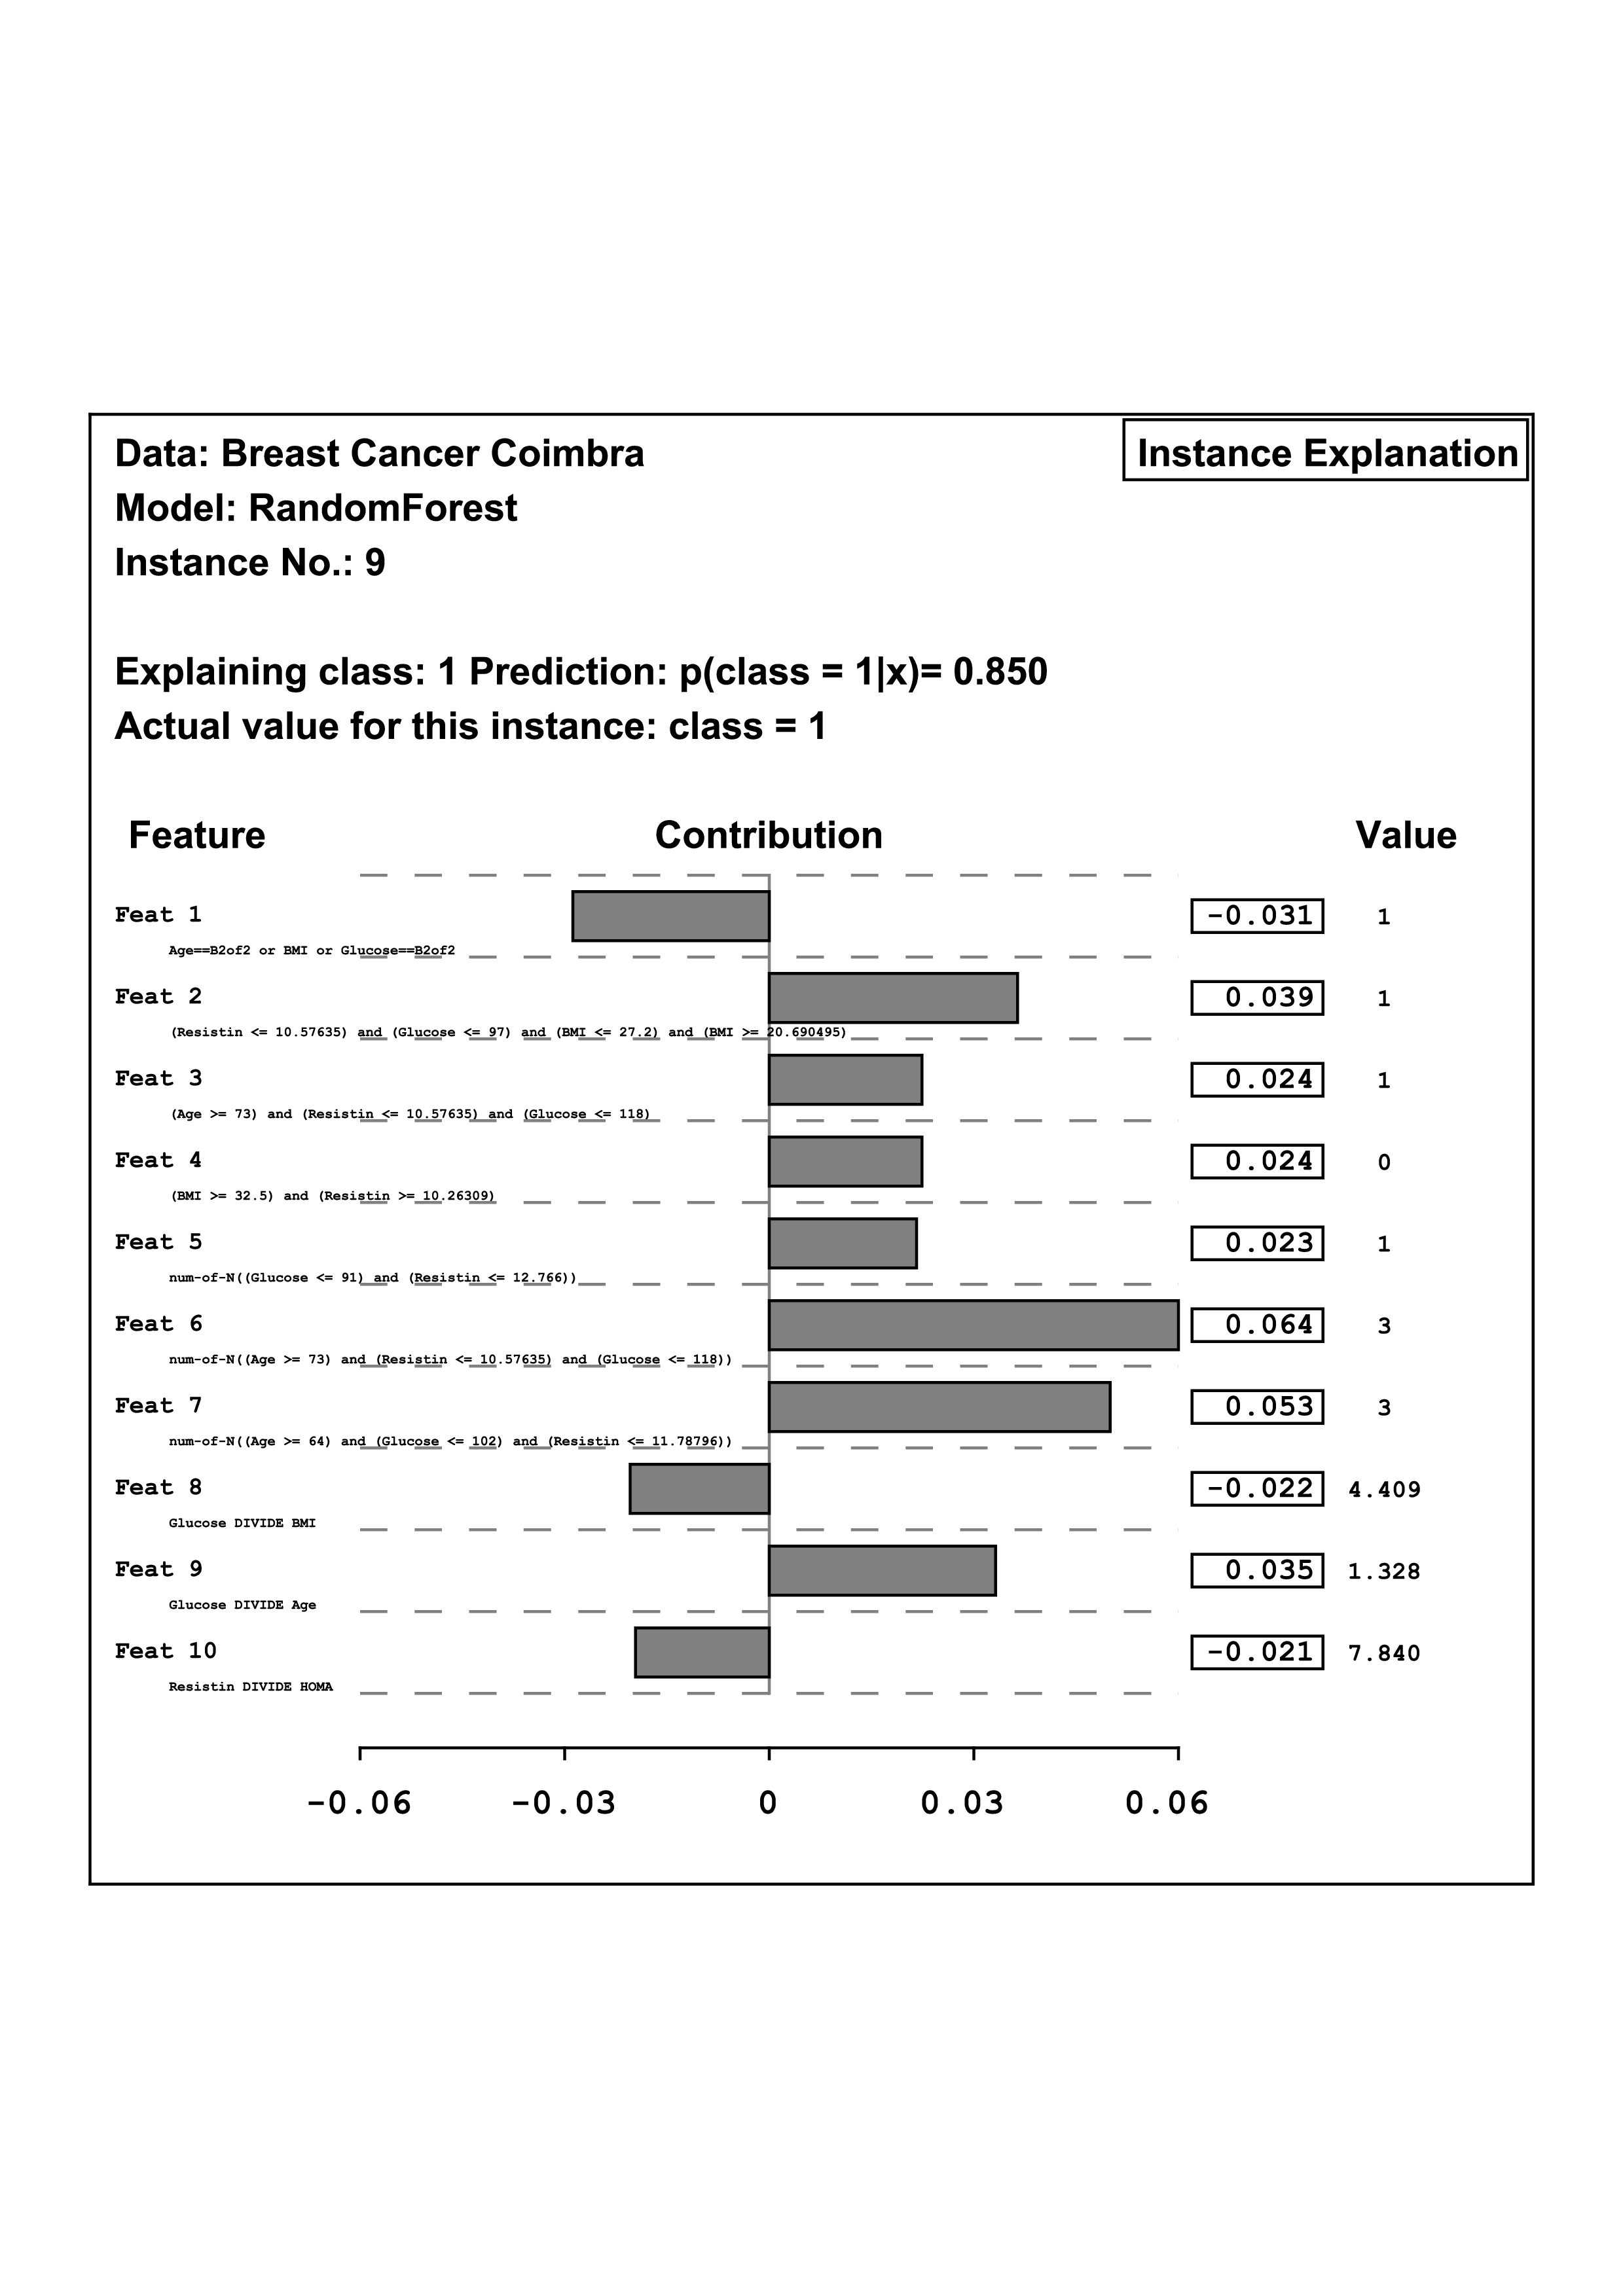 Data: Breast Cancer Coimbra
Instance Explanation
Model: RandomForest
Instance No.: 9
Explaining class: 1 Prediction: p(class = 1|x)= 0.850
Actual value for this instance: class = 1
Feature Contribution Value
Feat 1 -0.031 1
Age==B2of2 or BMI or Glucose==B2of2
Feat 2 0.039 1
(Resistin <= 10.57635) and (Glucose <= 97) and (BMI <= 27.2) and (BMI >= 20.690495)
Feat 3 0.024 1
(Age >= 73) and (Resistin <= 10.57635) and (Glucose <= 118)
Feat 4 0.024 0
(BMI >= 32.5) and (Resistin >= 10.26309)
Feat 5 0.023 1
num-of-N((Glucose <= 91) and (Resistin <= 12.766))
Feat 6 0.064 3
num-of-N((Age >= 73) and (Resistin <= 10.57635) and (Glucose <= 118))
Feat 7 0.053 3
num-of-N((Age >= 64) and (Glucose <= 102) and (Resistin <= 11.78796))
Feat 8 -0.022 4.409
Glucose DIVIDE BMI
Feat 9 0.035 1.328
Glucose DIVIDE Age
Feat 10 -0.021 7.840
Resistin DIVIDE HOMA
-0.06 -0.03 0 0.03 0.06